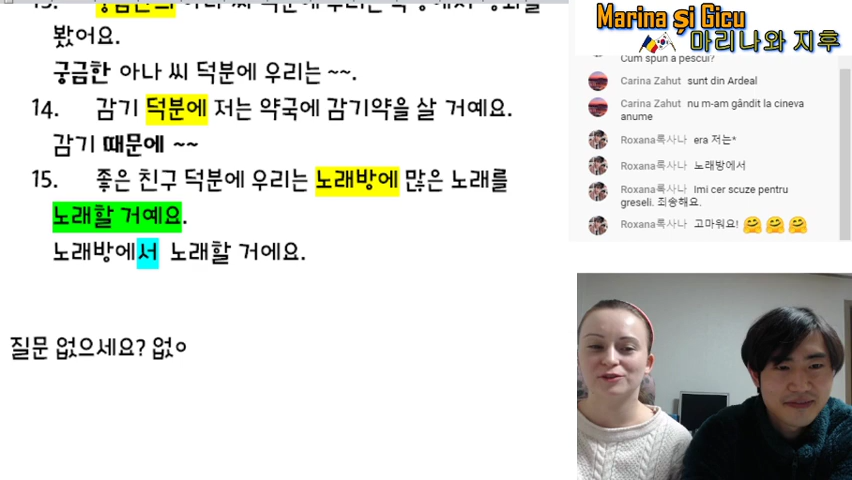 봤어요.
궁금한 아나 씨 덕분에 우리는 ~~.
14. 감기 덕분에 저는 약국에 감기약을 살 거예요.
감기 때문에 ~~
15. 좋은 친구 덕분에 우리는 노래방에 많은 노래를
노래할 거예요.
노래방에서 노래할 거에요.
질문 없으세요? 없ㅇ
Marina și Gicu
마리나와 지후
Cum spun a pescui?
Carina Zahut sunt din Ardeal
Carina Zahut nu m-am gândit la cineva
anume
Roxana록사나 era 저는*
Roxana록사나 노래방에서
Roxana록사나 Imi cer scuze pentru
greseli. 죄송해요.
Roxana록사나 고마워요! 🤗 🤗 🤗